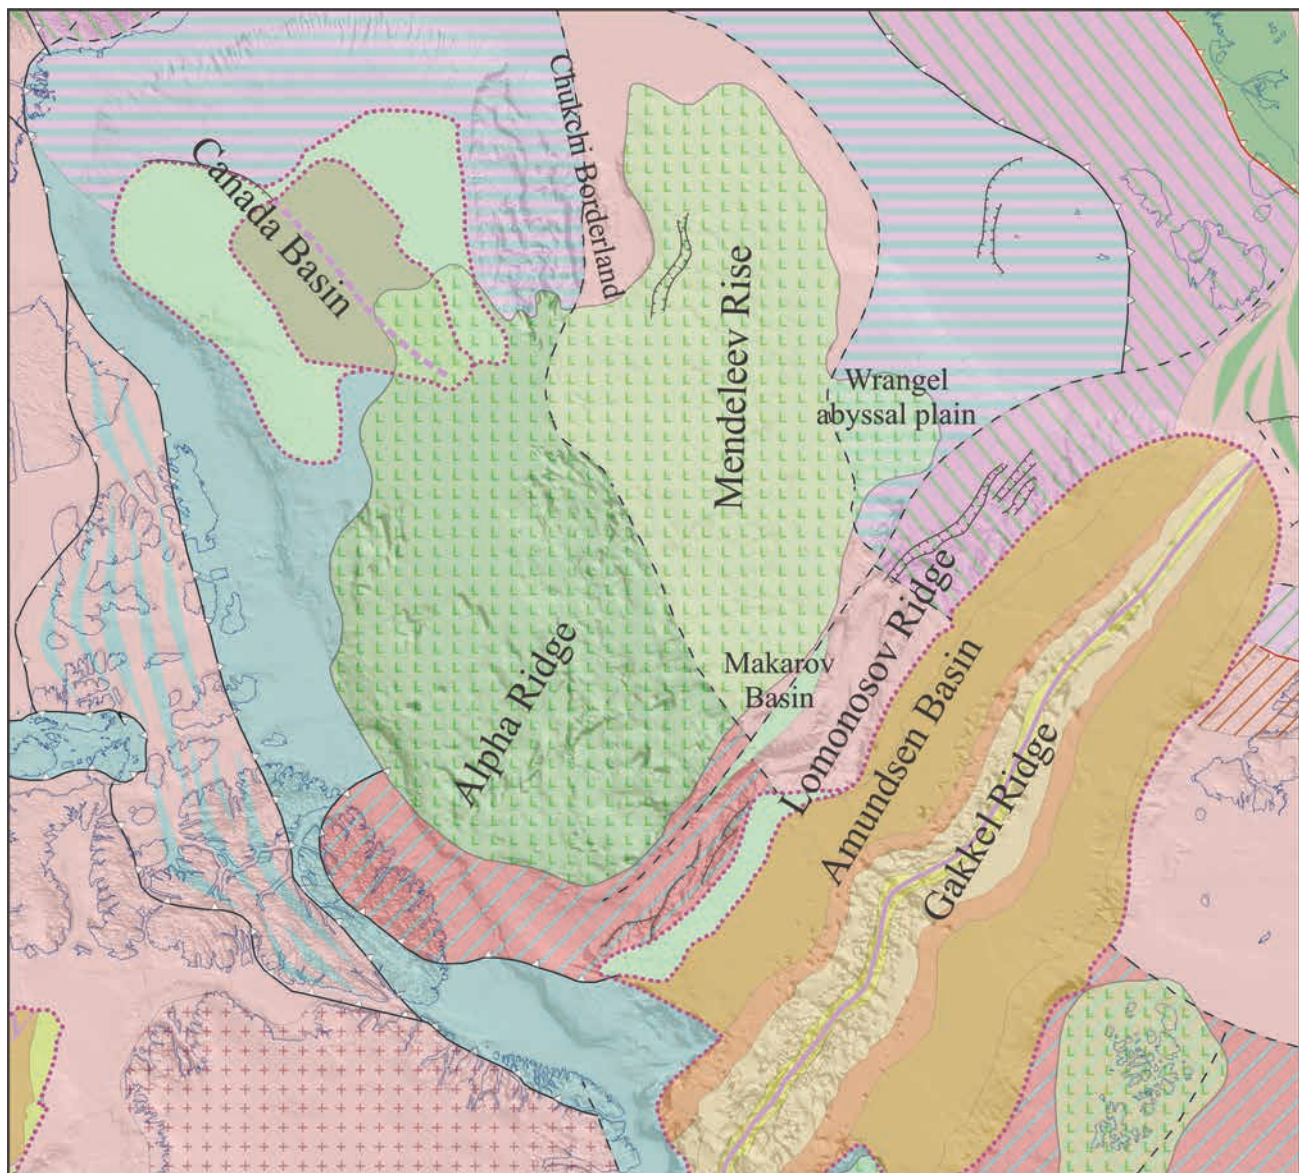 Chukchi Borderland
Canada Basin
Mendeleev Rise
Wrangel
abyssal plain
Alpha Ridge
Makarov
Basin
Lomonosov Ridge
Amundsen Basin
Gakkel Ridge